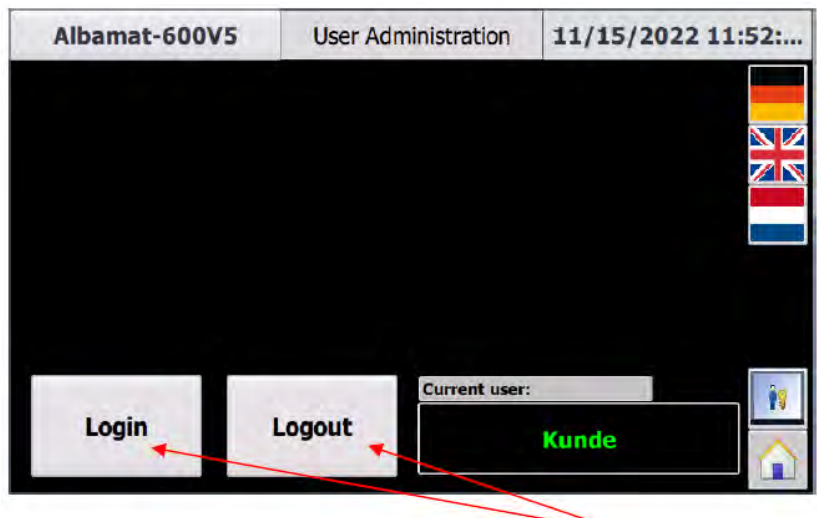 Albamat-600V5 User Administration 11/15/2022 11:52:...
Current user:
Login Logout Kunde